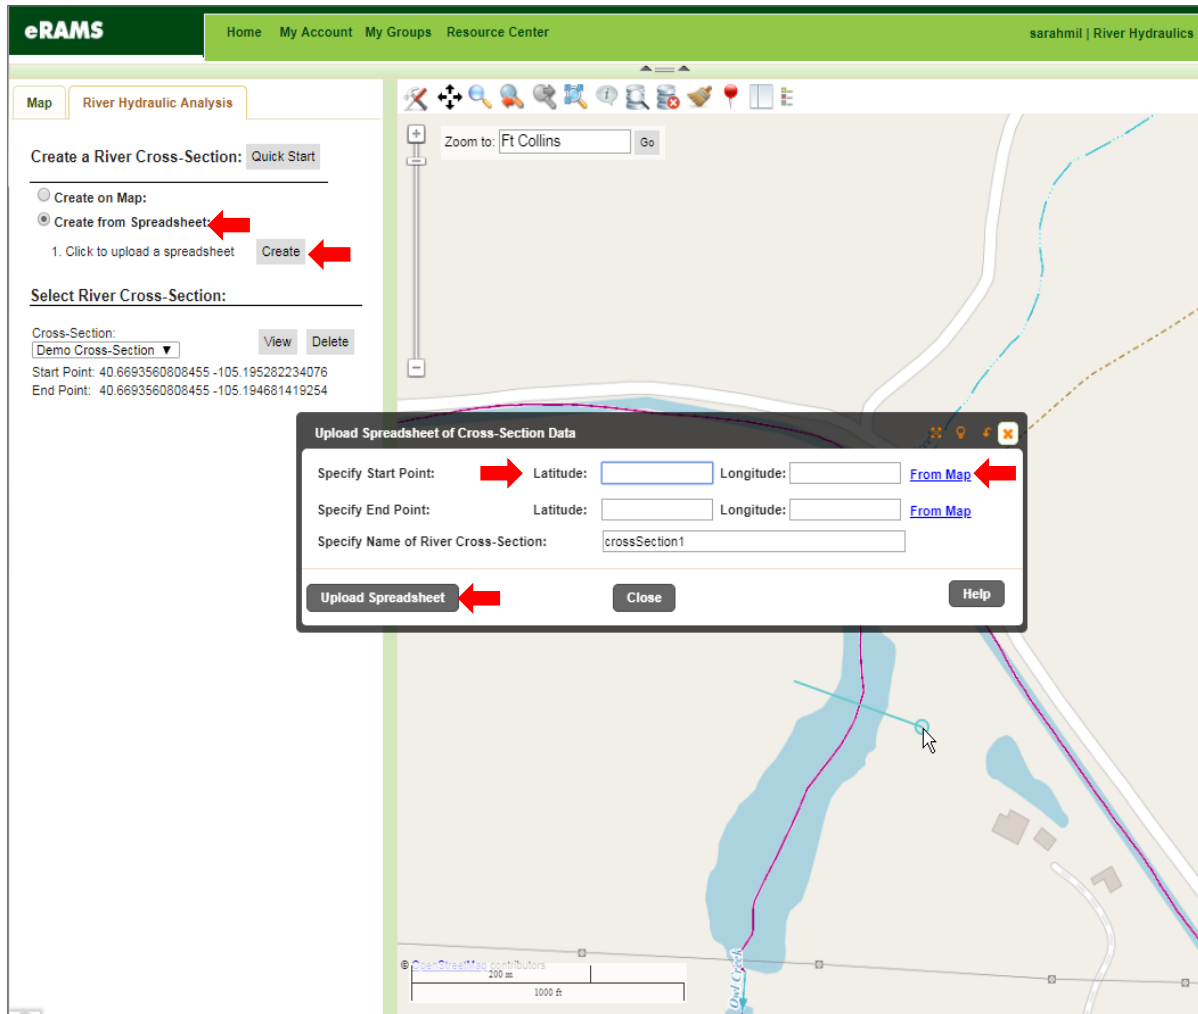 eRAMS
Home My Account My Groups Resource Center
sarahmil | River Hydraulics
Map River Hydraulic Analysis
Zoom to: Ft Collins Go
Create a River Cross-Section: Quick Start
Create on Map:
Create from Spreadsheet:
1. Click to upload a spreadsheet Create
Select River Cross-Section:
Cross-Section:
Demo Cross-Section ▼ View Delete
Start Point: 40.6693560808455 -105.195282234076
End Point: 40.6693560808455 -105.194681419254
Upload Spreadsheet of Cross-Section Data
Specify Start Point: Latitude: Longitude: From Map
Specify End Point: Latitude: Longitude: From Map
Specify Name of River Cross-Section: crossSection1
Upload Spreadsheet Close Help
Owl Creek
© OpenStreetMap contributors
200 m
1000 ft